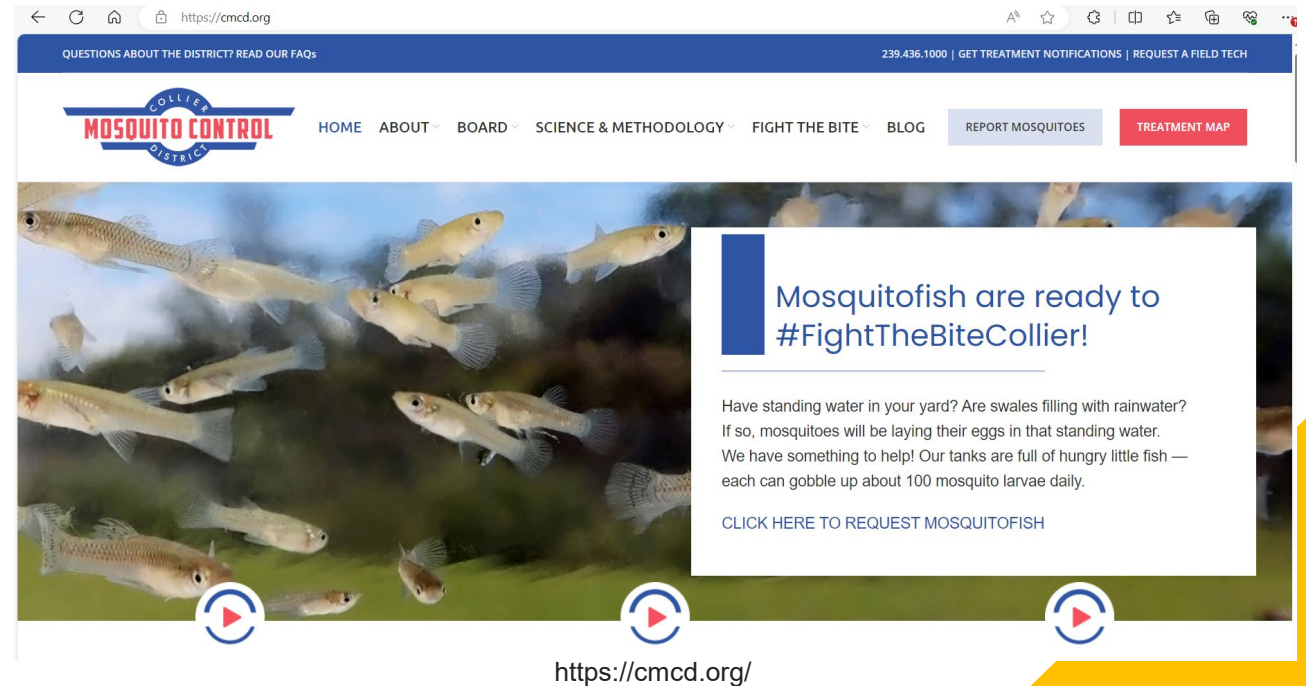 https://cmcd.org
QUESTIONS ABOUT THE DISTRICT? READ OUR FAQs
239.436.1000 | GET TREATMENT NOTIFICATIONS | REQUEST A FIELD TECH
COLLIER
MOSQUITO CONTROL
DISTRICT
HOME ABOUT BOARD SCIENCE & METHODOLOGY FIGHT THE BITE BLOG
REPORT MOSQUITOES
TREATMENT MAP
Mosquitofish are ready to
#FightTheBiteCollier!
Have standing water in your yard? Are swales filling with rainwater?
If so, mosquitoes will be laying their eggs in that standing water.
We have something to help! Our tanks are full of hungry little fish —
each can gobble up about 100 mosquito larvae daily.
CLICK HERE TO REQUEST MOSQUITOFISH
https://cmcd.org/